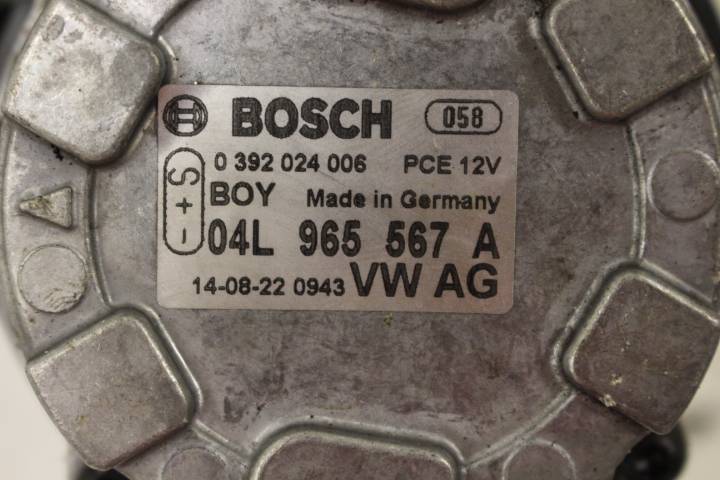 BOSCH 058
0 392 024 006 PCE 12V
S + -
BOY Made in Germany
04L 965 567 A
14-08-22 0943 VW AG